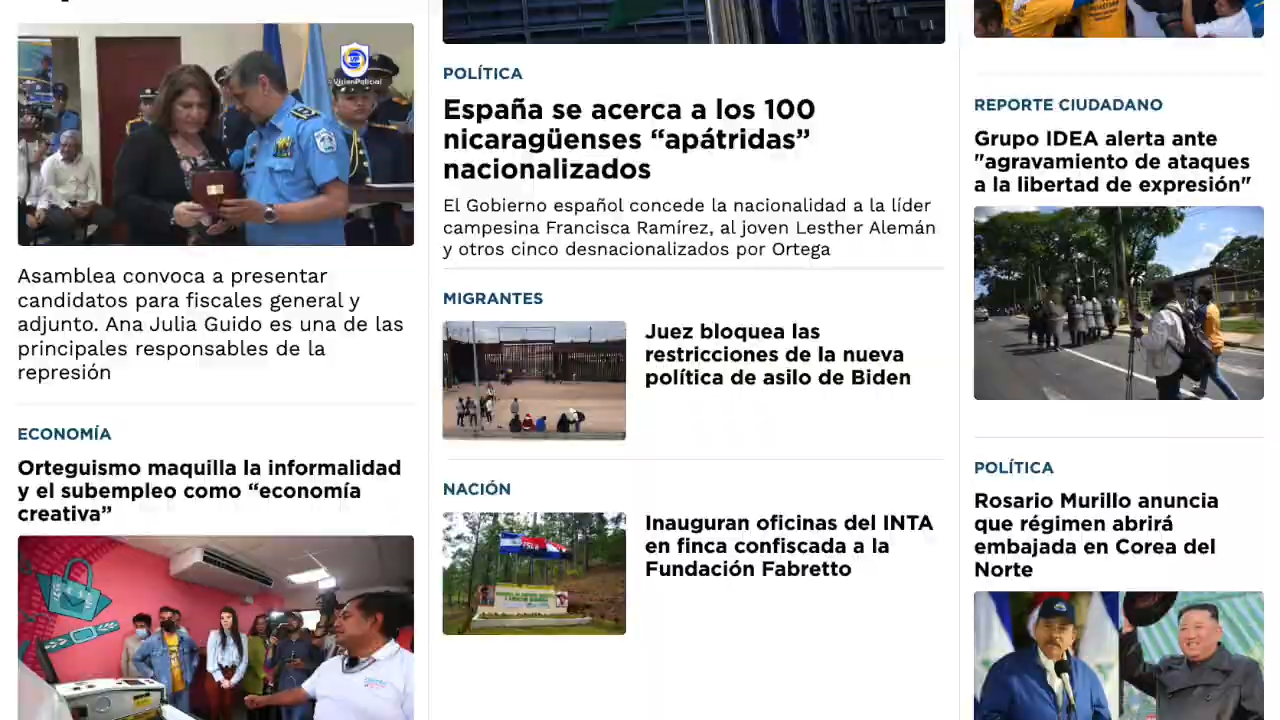 VisiónPolicial
Asamblea convoca a presentar
candidatos para fiscales general y
adjunto. Ana Julia Guido es una de las
principales responsables de la
represión
ECONOMÍA
Orteguismo maquilla la informalidad
y el subempleo como “economía
creativa”
POLÍTICA
España se acerca a los 100
nicaragüenses “apátridas”
nacionalizados
El Gobierno español concede la nacionalidad a la líder
campesina Francisca Ramírez, al joven Lesther Alemán
y otros cinco desnacionalizados por Ortega
MIGRANTES
Juez bloquea las
restricciones de la nueva
política de asilo de Biden
NACIÓN
FSLN
Inauguran oficinas del INTA
en finca confiscada a la
Fundación Fabretto
REPORTE CIUDADANO
Grupo IDEA alerta ante
"agravamiento de ataques
a la libertad de expresión"
POLÍTICA
Rosario Murillo anuncia
que régimen abrirá
embajada en Corea del
Norte